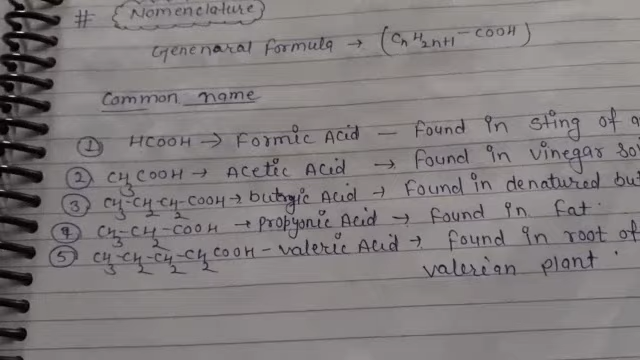 # Nomenclature
Genenaral formula → (CnH2n+1-COOH)
Common name
① HCOOH → Formic Acid — Found in sting of
② CH3COOH → Acetic Acid → Found in vinegar
③ CH3-CH2-CH2-COOH → butyric Acid → Found in denatured
④ CH3-CH2-COOH → propyonic Acid → Found in Fat.
⑤ CH3-CH2-CH2-CH2COOH - valeric Acid → Found in root of
valerian plant.